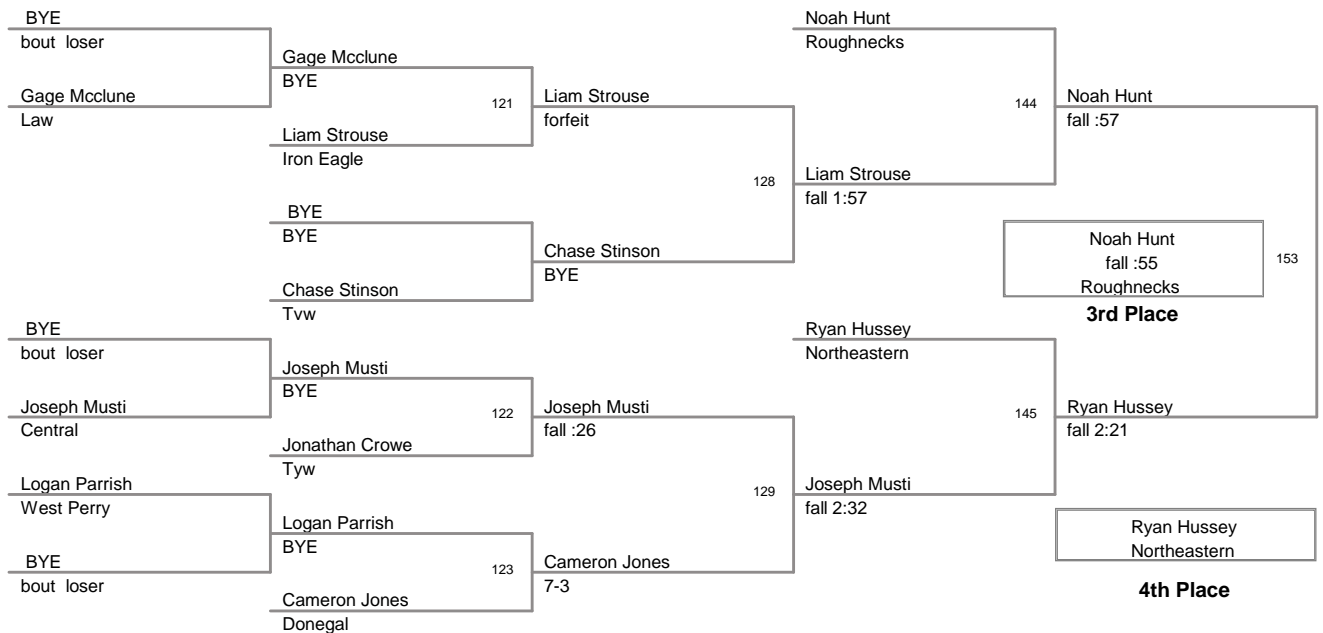 BYE
bout loser
Gage Mcclune
Law
Gage Mcclune
BYE
121
Liam Strouse
Iron Eagle
Liam Strouse
forfeit
BYE
BYE
Chase Stinson
Tvw
Chase Stinson
BYE
128
Liam Strouse
fall 1:57
Noah Hunt
Roughnecks
144
Noah Hunt
fall :57
Noah Hunt
fall :55
Roughnecks
153
3rd Place
BYE
bout loser
Joseph Musti
Central
Joseph Musti
BYE
122
Jonathan Crowe
Tyw
Joseph Musti
fall :26
Logan Parrish
West Perry
BYE
bout loser
Logan Parrish
BYE
123
Cameron Jones
Donegal
Cameron Jones
7-3
129
Joseph Musti
fall 2:32
Ryan Hussey
Northeastern
145
Ryan Hussey
fall 2:21
Ryan Hussey
Northeastern
4th Place